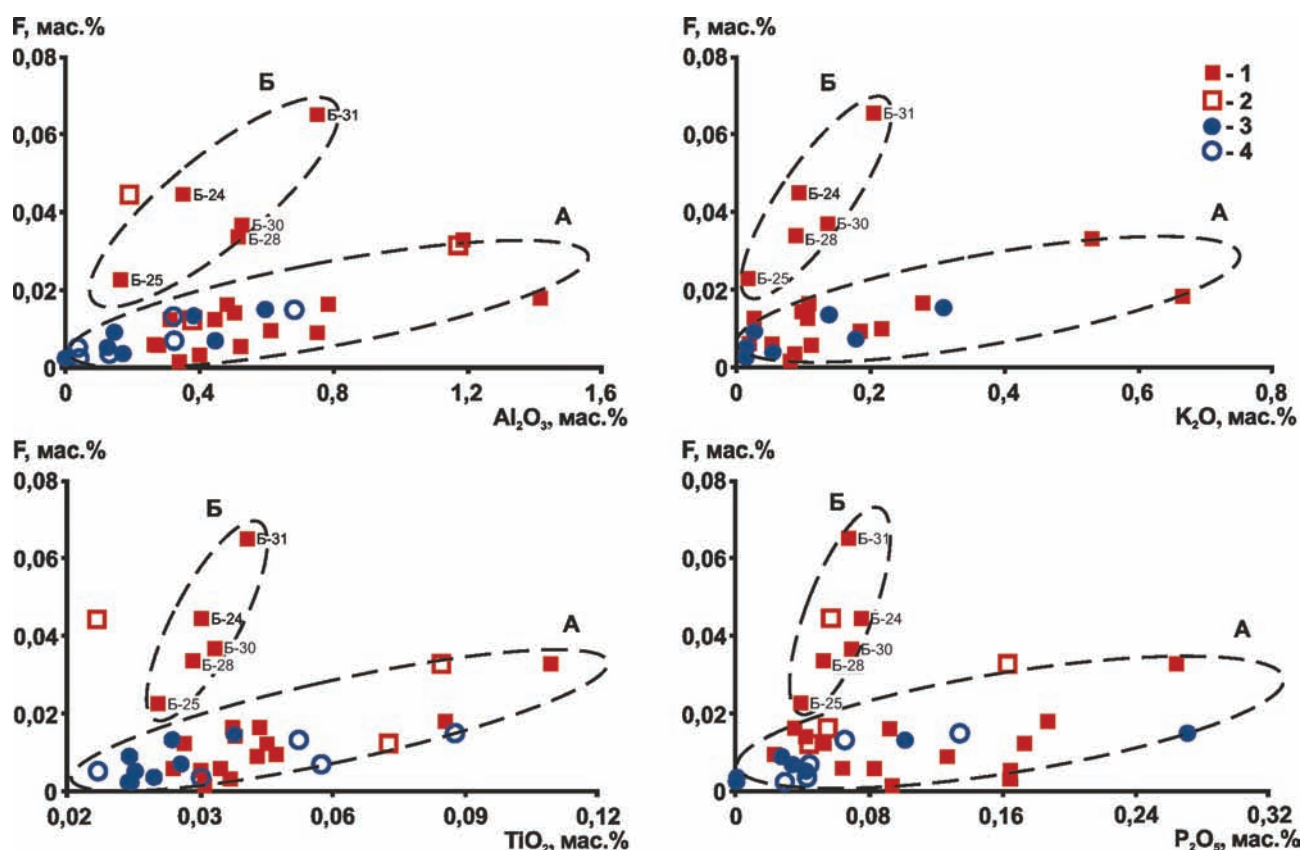 F, мас.%
0,08
0,06
0,04
0,02
0
Б
Б-31
Б-24
Б-30
Б-28
Б-25
А
0 0,4 0,8 1,2 1,6
Al₂O₃, мас.%
F, мас.%
0,08
0,06
0,04
0,02
0
Б
Б-31
Б-24
Б-30
Б-28
Б-25
А
- 1
- 2
- 3
- 4
0 0,2 0,4 0,6 0,8
K₂O, мас.%
F, мас.%
0,08
0,06
0,04
0,02
0
Б
Б-31
Б-24
Б-30
Б-28
Б-25
А
0,02 0,03 0,06 0,09 0,12
TiO₂, мас.%
F, мас.%
0,08
0,06
0,04
0,02
0
Б
Б-31
Б-24
Б-30
Б-28
Б-25
А
0 0,08 0,16 0,24 0,32
P₂O₅, мас.%